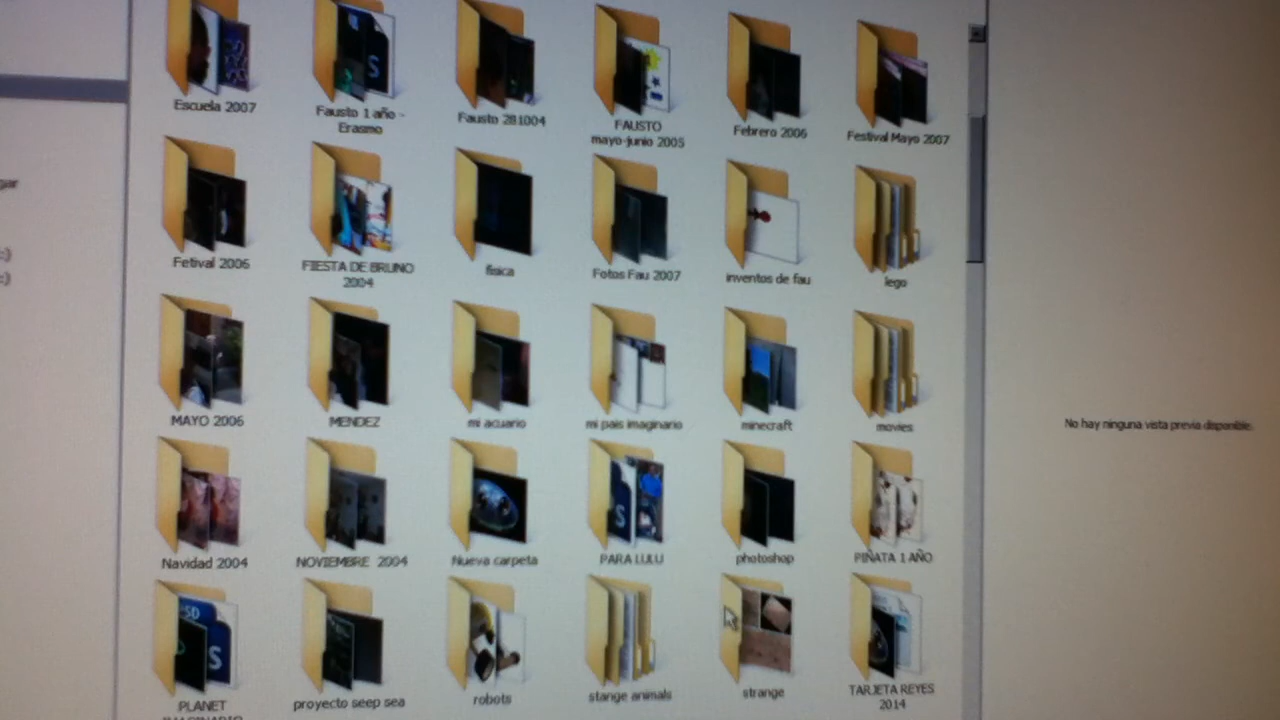 Escuela 2007
Fausto 1 año -
Erasmo
Fausto 281004
FAUSTO
mayo-junio 2005
Febrero 2006
Festival Mayo 2007
gar
:)
:)
Fetival 2006
FIESTA DE BRUNO
2004
fisica
Fotos Fau 2007
inventos de fau
lego
MAYO 2006
MENDEZ
mi acuario
mi pais imaginario
minecraft
movies
No hay ninguna vista previa disponible.
Navidad 2004
NOVIEMBRE 2004
Nueva carpeta
PARA LULU
photoshop
PIÑATA 1 AÑO
PLANET
IMAGINARIO
proyecto seep sea
robots
stange animals
strange
TARJETA REYES
2014